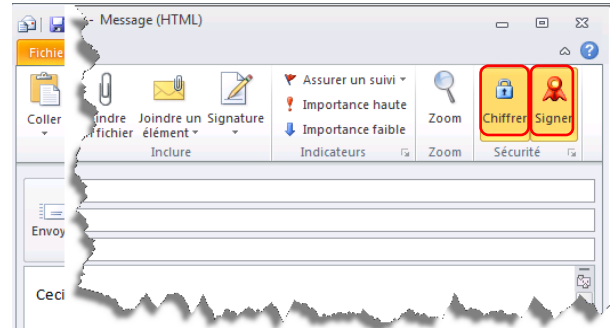 - Message (HTML)
Fichie
Coller
indre
fichier
Joindre un
élément
Signature
Inclure
Assurer un suivi
Importance haute
Importance faible
Indicateurs
Zoom
Zoom
Chiffrer
Signer
Sécurité
Envoy
Ceci